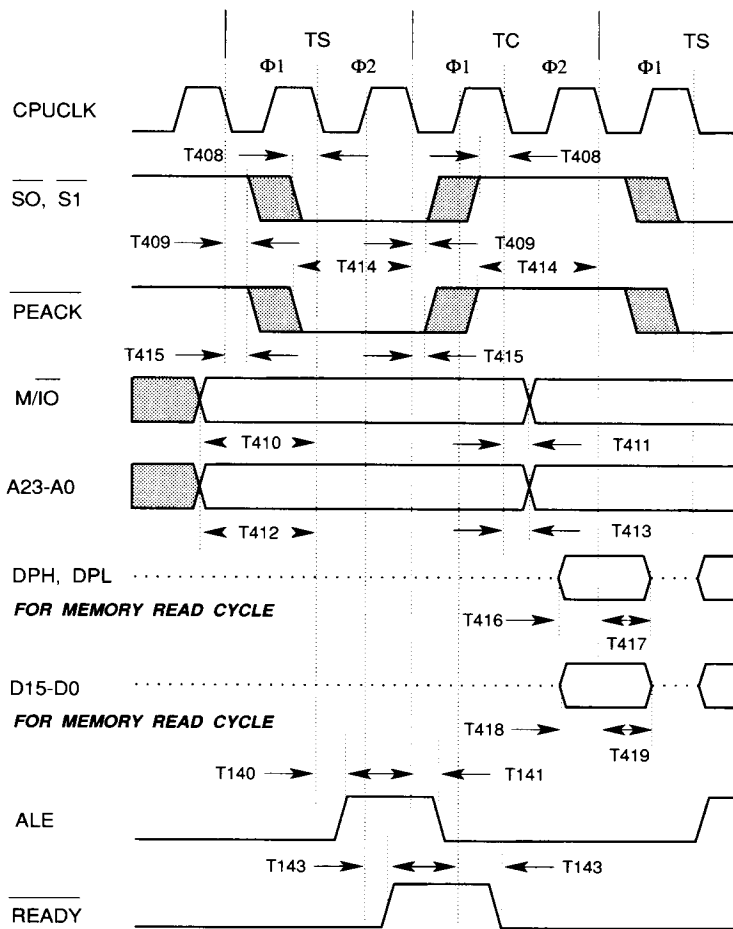 TS TC TS
Φ1 Φ2 Φ1 Φ2 Φ1
CPUCLK
T408 T408
SO, S1
T409 T409
T414 T414
PEACK
T415 T415
M/IO
T410 T411
A23-A0
T412 T413
DPH, DPL
FOR MEMORY READ CYCLE
T416
T417
D15-D0
FOR MEMORY READ CYCLE
T418
T419
T140 T141
ALE
T143 T143
READY